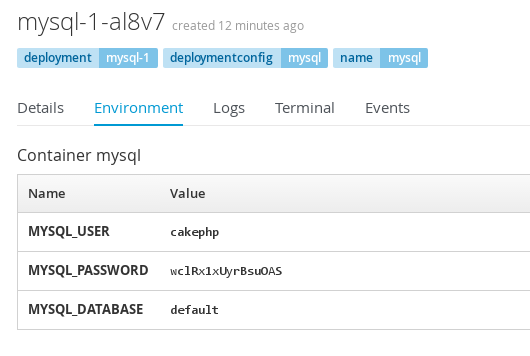 mysql-1-al8v7 created 12 minutes ago
deployment mysql-1 deploymentconfig mysql name mysql
Details Environment Logs Terminal Events
Container mysql
Name Value
MYSQL_USER cakephp
MYSQL_PASSWORD wclRx1xUyrBsuOAS
MYSQL_DATABASE default